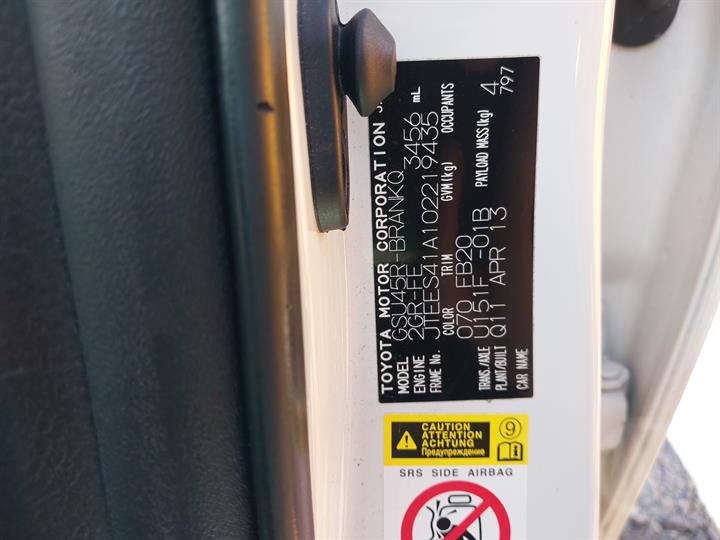 TOYOTA MOTOR CORPORATION
MODEL GSU45R-BRANKQ
ENGINE 2GR-FE 3456 mL
FRAME No. JTEES41A102219435
COLOR TRIM GVM(kg) OCCUPANTS
070 FB20 4
TRANS./AXLE U151F -01B PAYLOAD MASS(kg) 797
PLANT/BUILT Q11 APR 13
CAR NAME
CAUTION
ATTENTION
ACHTUNG
Предупреждение
9
SRS SIDE AIRBAG